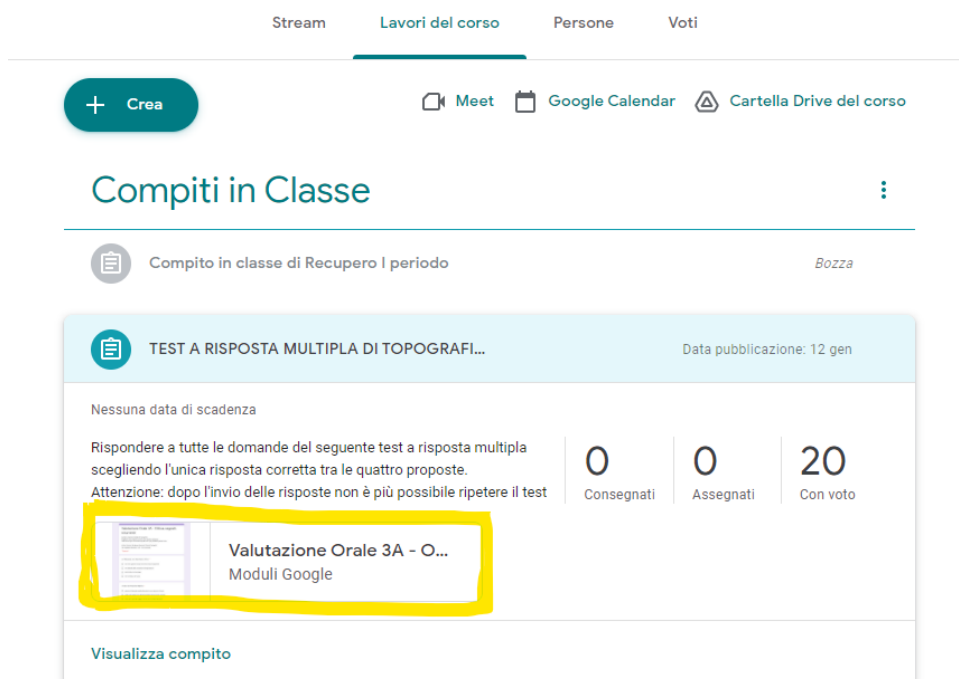 Stream Lavori del corso Persone Voti
+ Crea
Meet Google Calendar Cartella Drive del corso
Compiti in Classe
Compito in classe di Recupero I periodo Bozza
TEST A RISPOSTA MULTIPLA DI TOPOGRAFI... Data pubblicazione: 12 gen
Nessuna data di scadenza
Rispondere a tutte le domande del seguente test a risposta multipla
scegliendo l'unica risposta corretta tra le quattro proposte.
Attenzione: dopo l'invio delle risposte non è più possibile ripetere il test
0 0 20
Consegnati Assegnati Con voto
Valutazione Orale 3A - O...
Moduli Google
Visualizza compito